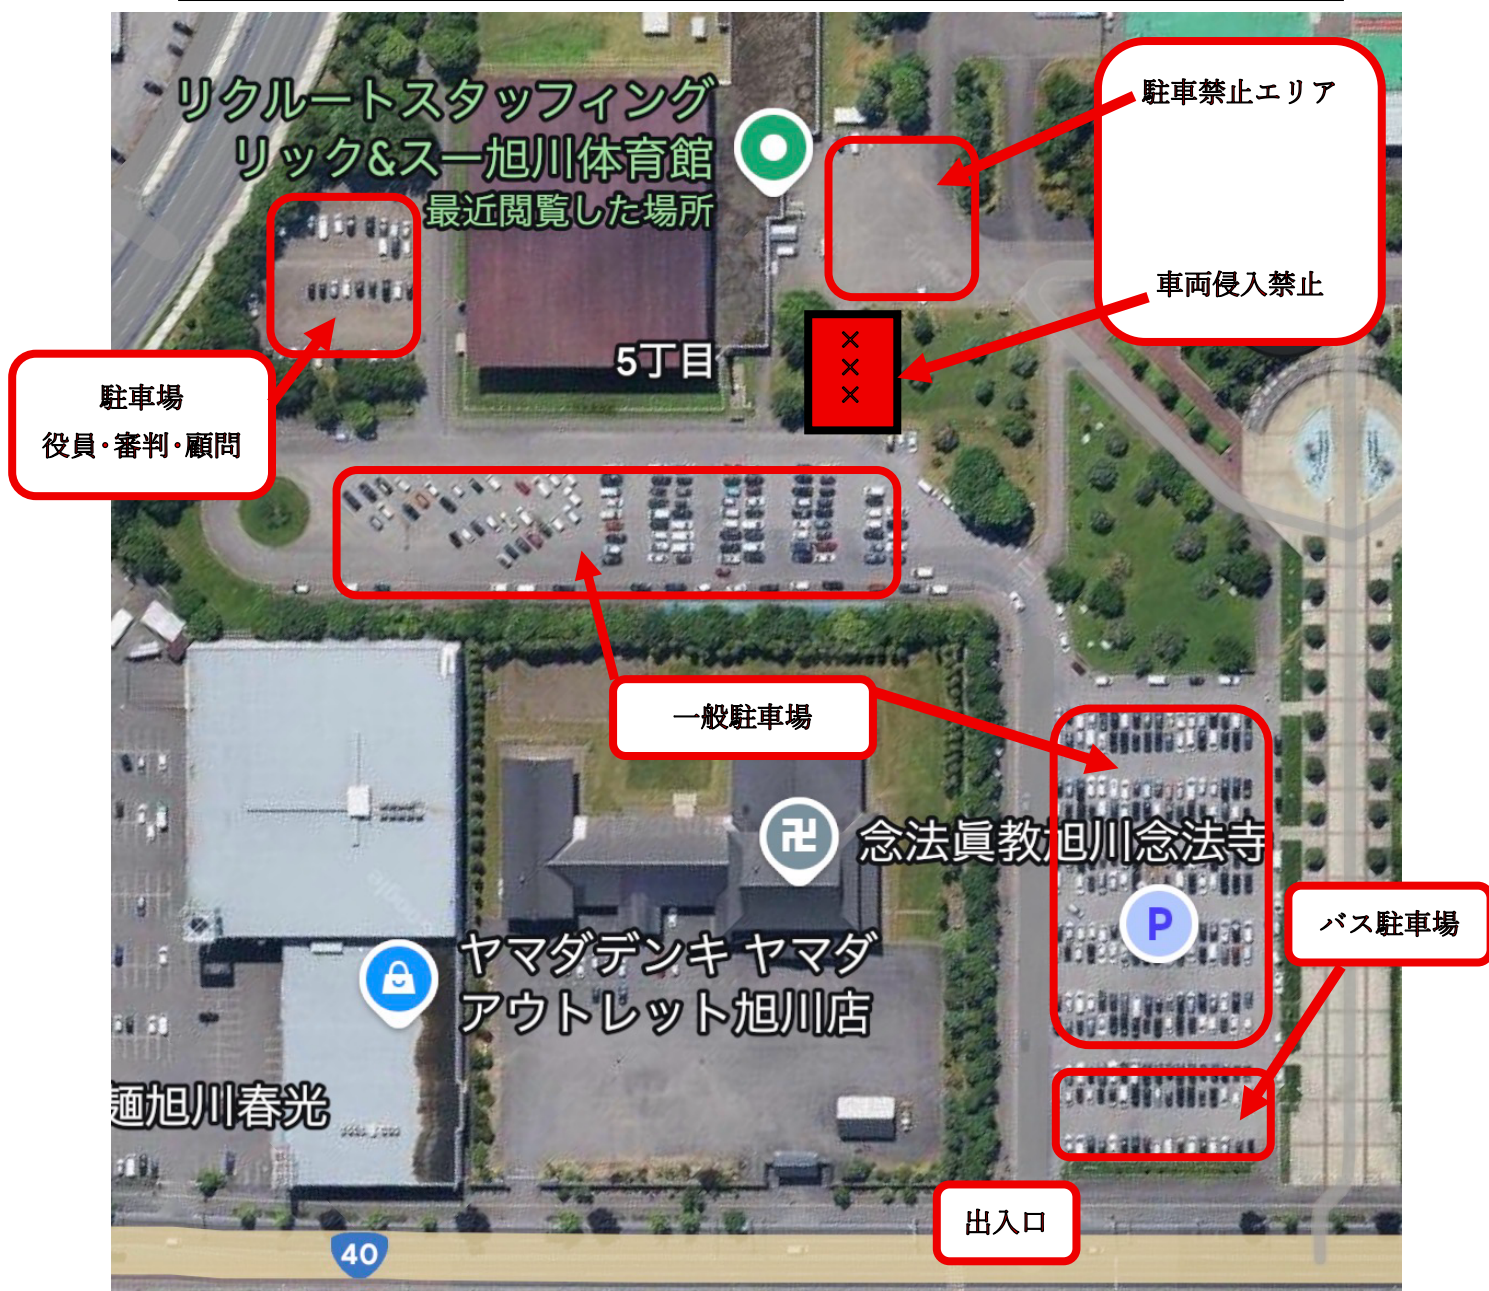 リクルートスタッフィング
リック&スー旭川体育館
最近閲覧した場所
駐車禁止エリア
車両侵入禁止
×
×
×
5丁目
駐車場
役員・審判・顧問
一般駐車場
念法眞教旭川念法寺
P
バス駐車場
ヤマダデンキ ヤマダ
アウトレット旭川店
麺旭川春光
出入口
40